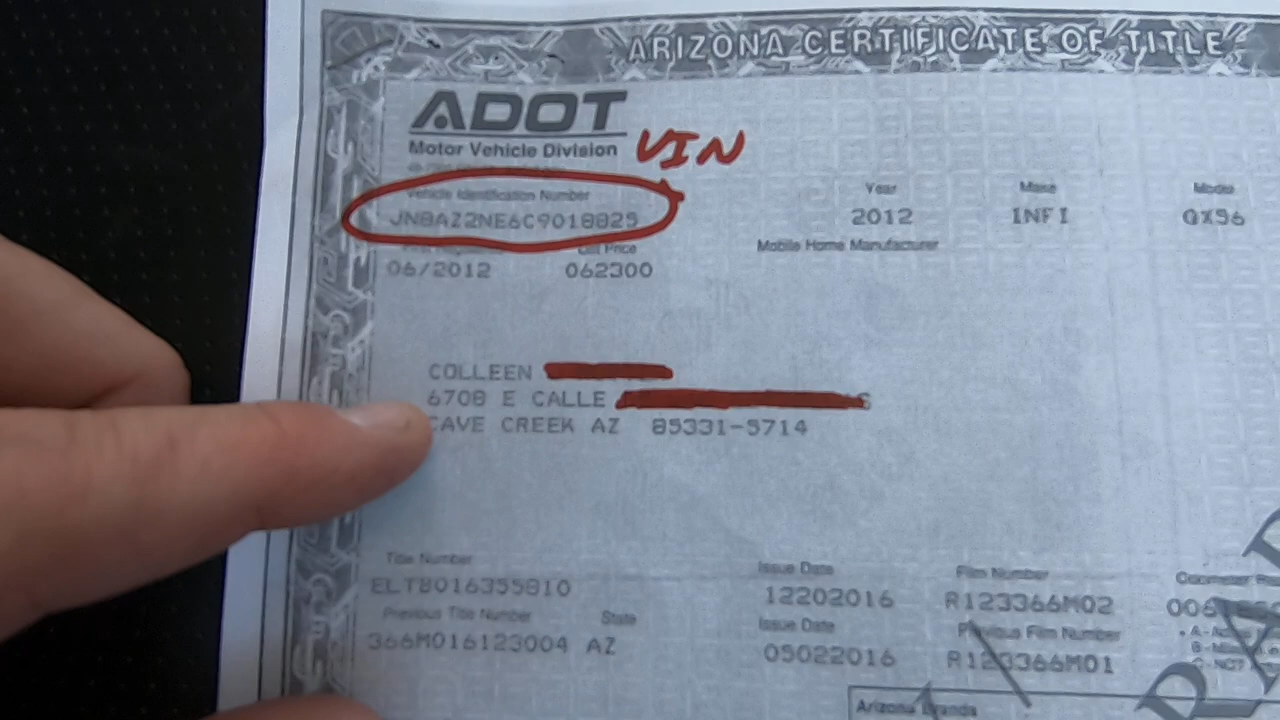 ARIZONA CERTIFICATE OF TITLE
ADOT
Motor Vehicle Division VIN
Vehicle Identification Number Year Make Model
JN8AZ2NE6C9018825 2012 INFI QX56
List Price Mobile Home Manufacturer
06/2012 062300
COLLEEN
6708 E CALLE
CAVE CREEK AZ 85331-5714
Title Number Issue Date Film Number
ELT8016355810 12202016 R123366M02
Previous Title Number State Issue Date Previous Film Number
366M016123004 AZ 05022016 R123366M01
Arizona Brands